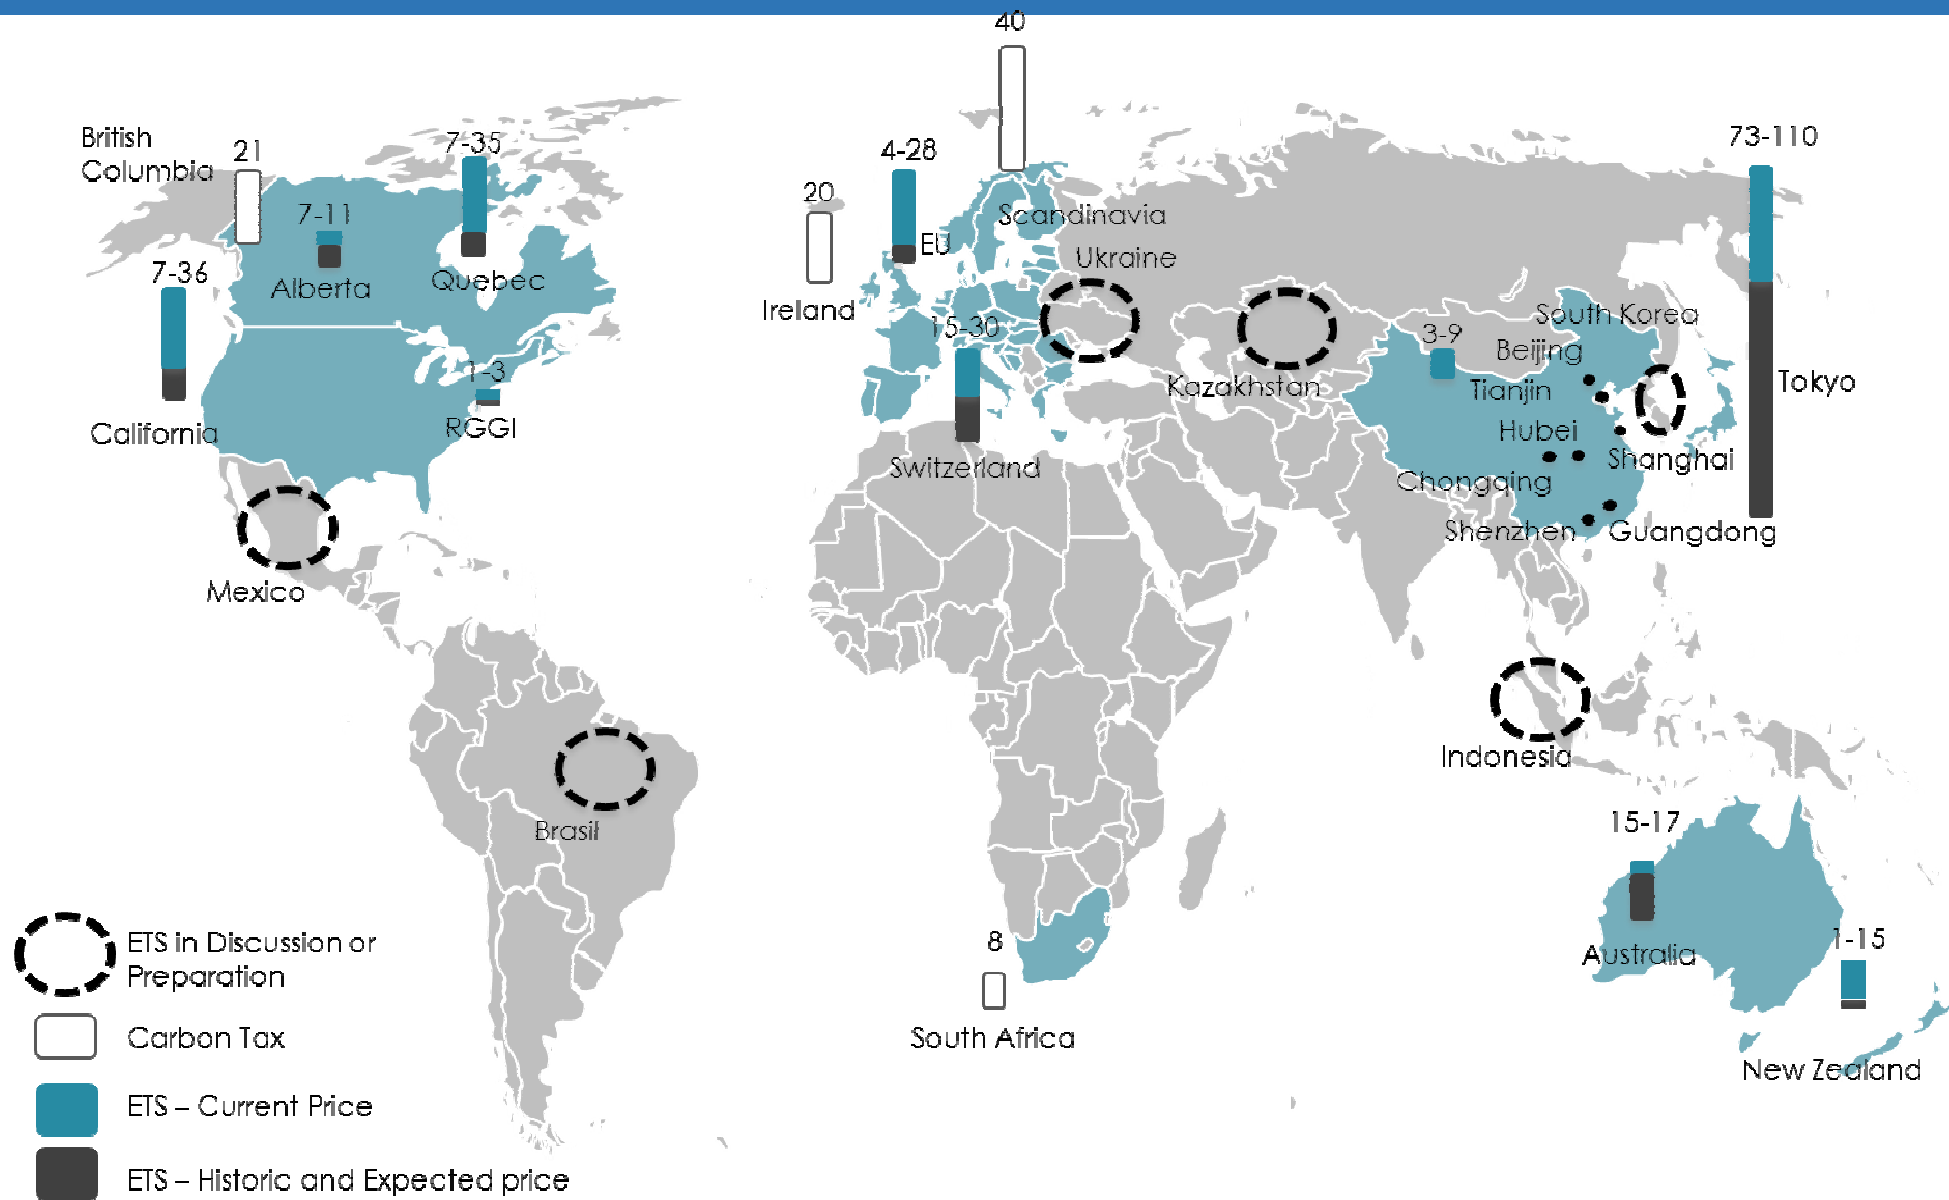 40
British
Columbia
21
7-35
4-28
73-110
20
7-11
Scandinavia
EU
Ukraine
7-36
Alberta
Quebec
Ireland
15-30
South Korea
3-9
Beijing
1-3
Kazakhstan
Tianjin
Tokyo
California
RGGI
Hubei
Switzerland
Shanghai
Chongqing
Shenzhen
Guangdong
Mexico
Indonesia
Brasil
15-17
8
Australia
1-15
South Africa
New Zealand
ETS in Discussion or
Preparation
Carbon Tax
ETS – Current Price
ETS – Historic and Expected price